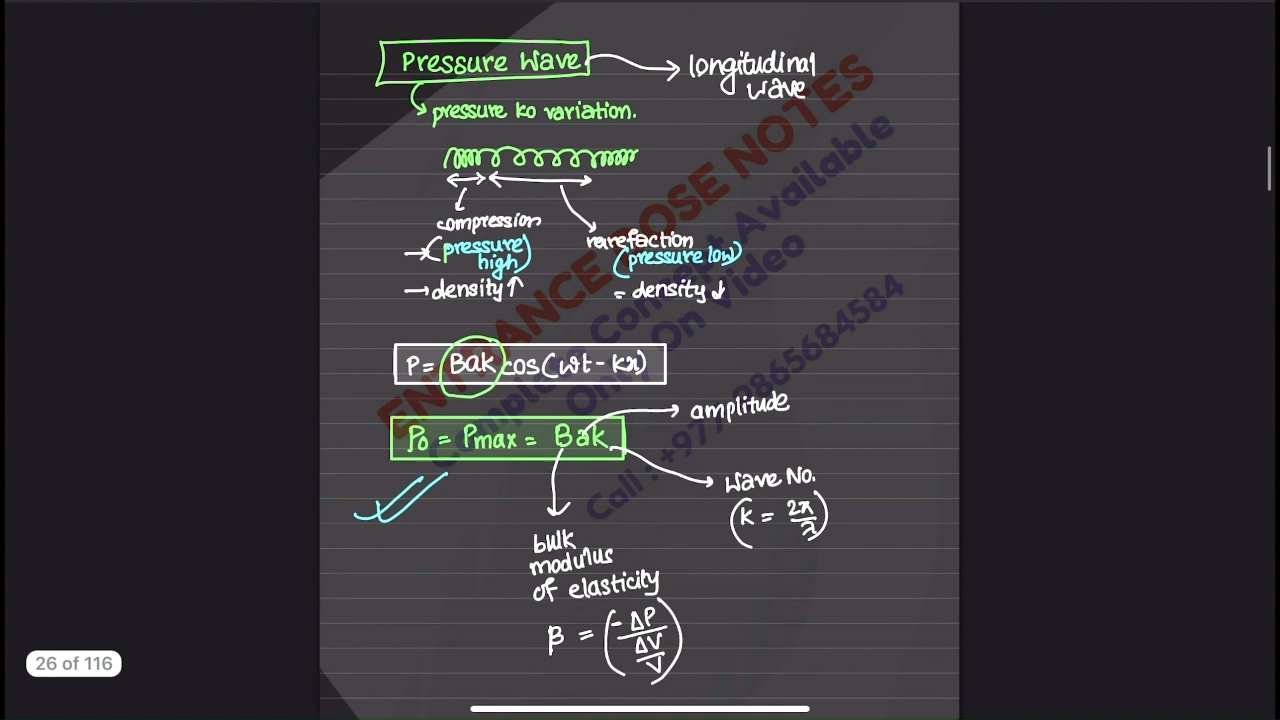 Pressure Wave → longitudinal
wave
↳ pressure ko variation.
compression
→ (pressure
high)
→ density ↑
rarefaction
(pressure low)
= density ↓
P = Bak cos(ωt - kx)
P₀ = Pmax = Bak
→ amplitude
→ Wave No.
(K = 2π/λ)
bulk
modulus
of elasticity
B = (-ΔP / (ΔV/V))
ENTRANCE DOSE NOTES
Complete Concept Available
Only On Video
Call : +977 9865684584
26 of 116